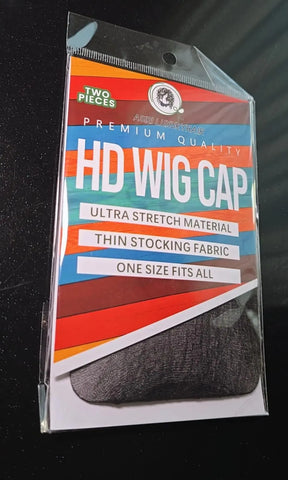 TWO
PIECES
PREMIUM QUALITY
HD WIG CAP
ULTRA STRETCH MATERIAL
THIN STOCKING FABRIC
ONE SIZE FITS ALL